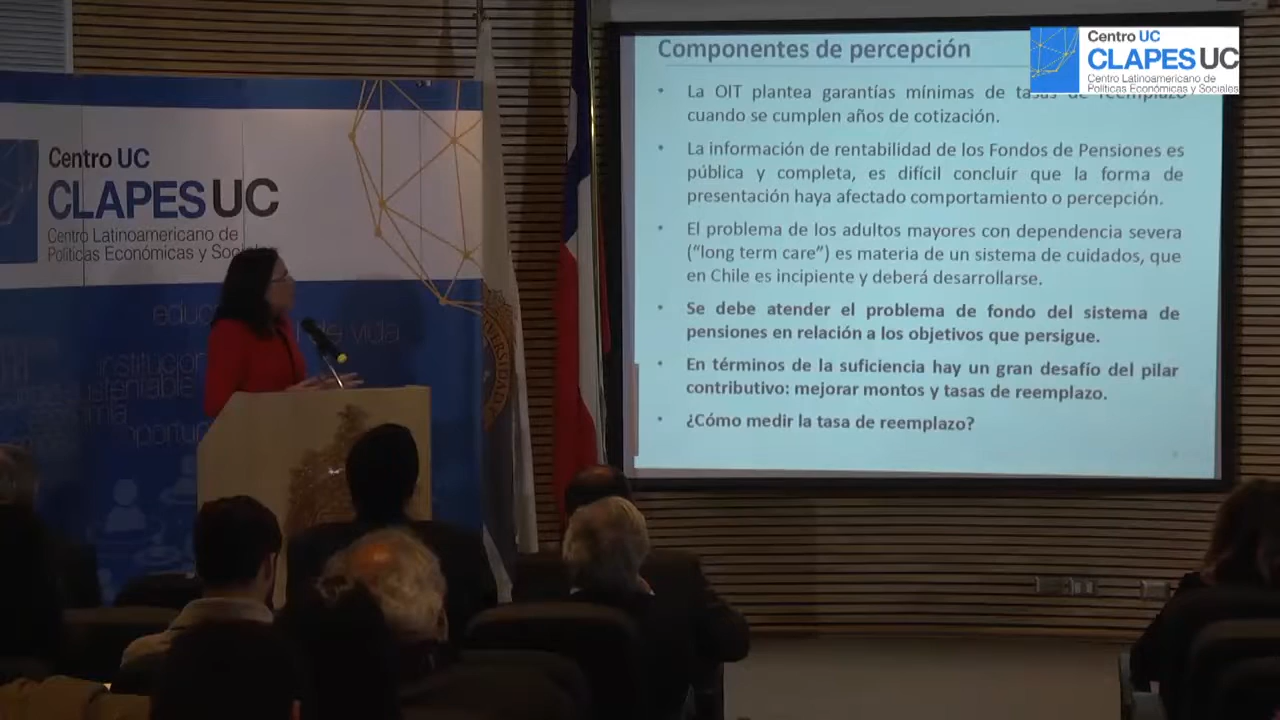 Componentes de percepción
Centro UC
CLAPES UC
Centro Latinoamericano de
Políticas Económicas y Sociales
La OIT plantea garantías mínimas de tasas de reemplazo
cuando se cumplen años de cotización.
La información de rentabilidad de los Fondos de Pensiones es
pública y completa, es difícil concluir que la forma de
presentación haya afectado comportamiento o percepción.
El problema de los adultos mayores con dependencia severa
(“long term care”) es materia de un sistema de cuidados, que
en Chile es incipiente y deberá desarrollarse.
Se debe atender el problema de fondo del sistema de
pensiones en relación a los objetivos que persigue.
En términos de la suficiencia hay un gran desafío del pilar
contributivo: mejorar montos y tasas de reemplazo.
¿Cómo medir la tasa de reemplazo?
Centro UC
CLAPES UC
Centro Latinoamericano de
Políticas Económicas y Sociales
de vida
institucion
sustentable